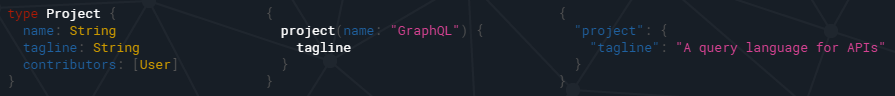 type Project {
  name: String
  tagline: String
  contributors: [User]
}
{
  project(name: "GraphQL") {
    tagline
  }
}
{
  "project": {
    "tagline": "A query language for APIs"
  }
}